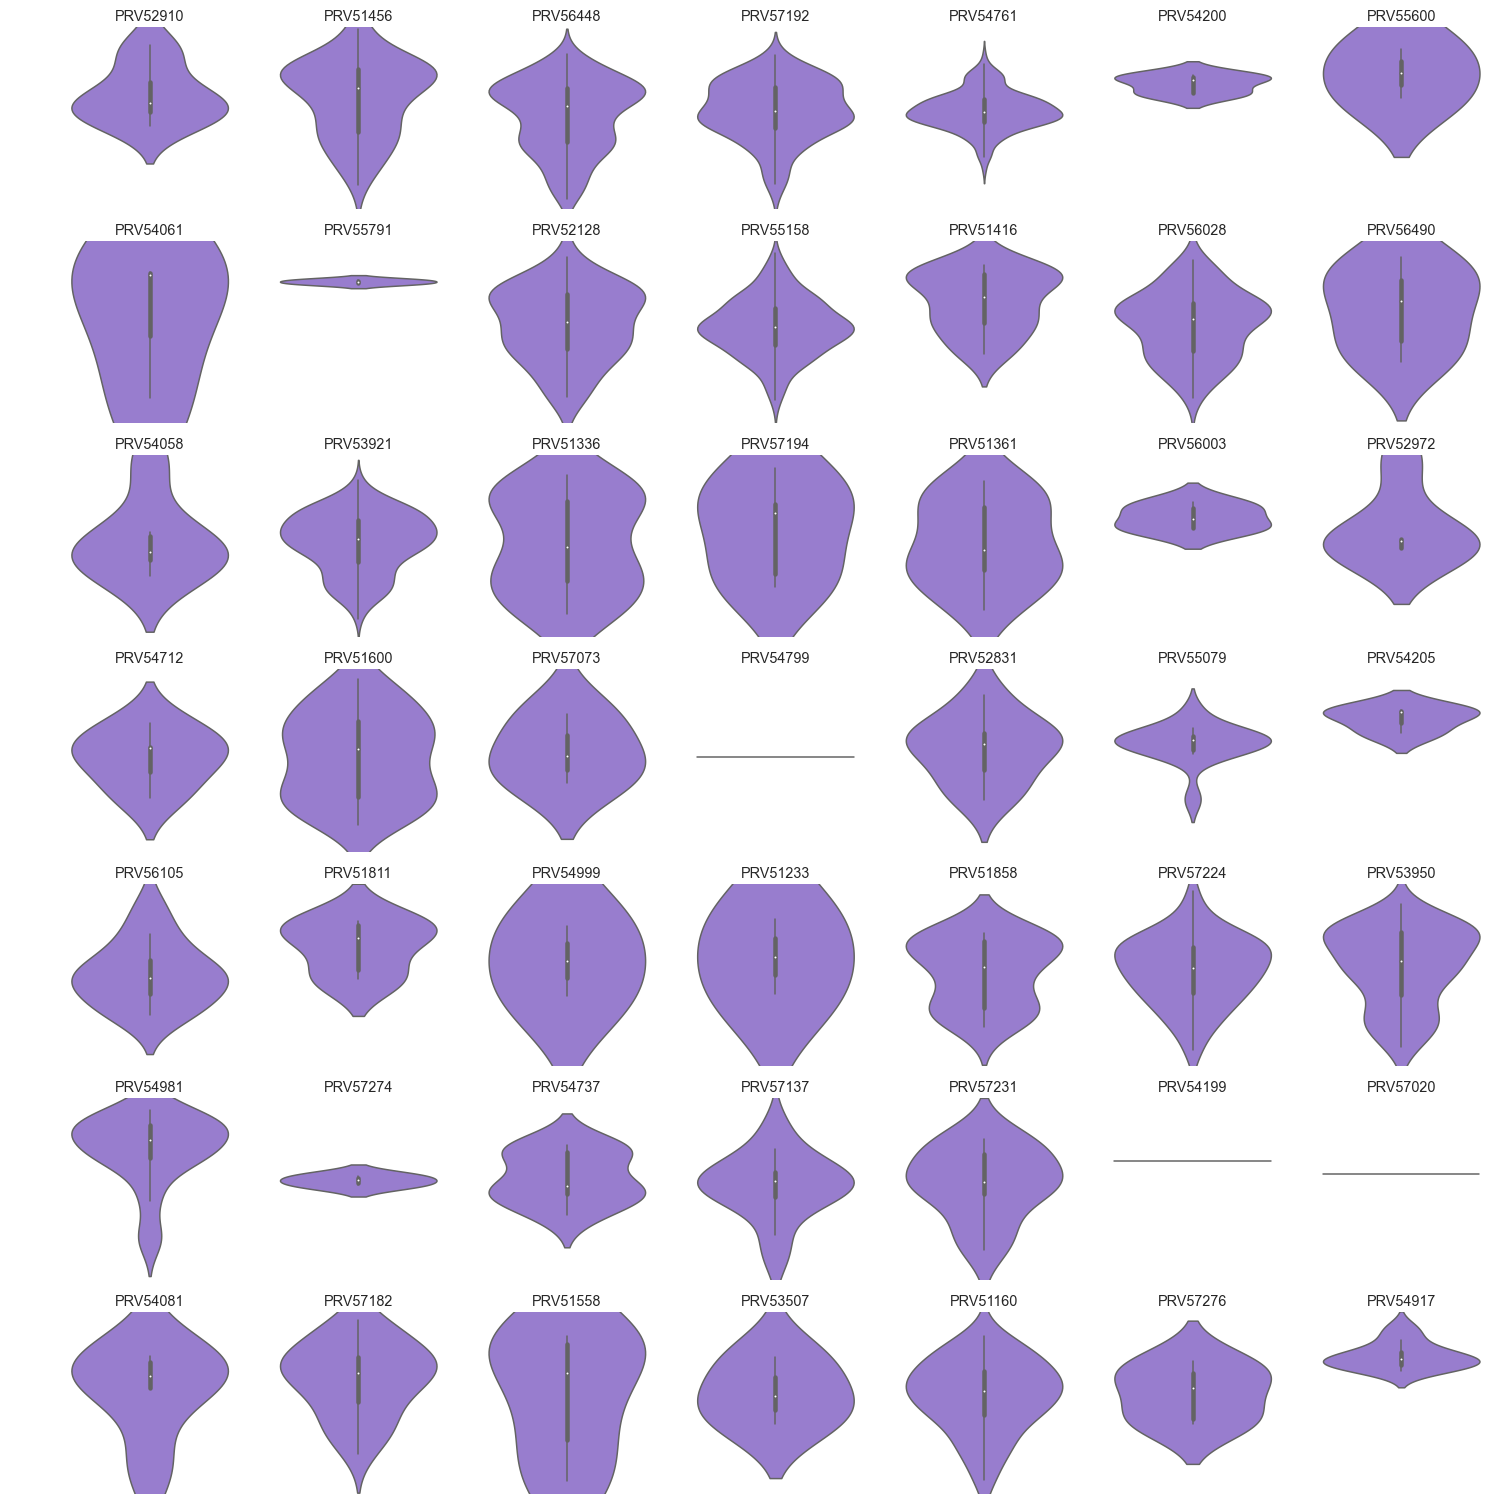 PRV52910 PRV51456 PRV56448 PRV57192 PRV54761 PRV54200 PRV55600
PRV54061 PRV55791 PRV52128 PRV55158 PRV51416 PRV56028 PRV56490
PRV54058 PRV53921 PRV51336 PRV57194 PRV51361 PRV56003 PRV52972
PRV54712 PRV51600 PRV57073 PRV54799 PRV52831 PRV55079 PRV54205
PRV56105 PRV51811 PRV54999 PRV51233 PRV51858 PRV57224 PRV53950
PRV54981 PRV57274 PRV54737 PRV57137 PRV57231 PRV54199 PRV57020
PRV54081 PRV57182 PRV51558 PRV53507 PRV51160 PRV57276 PRV54917